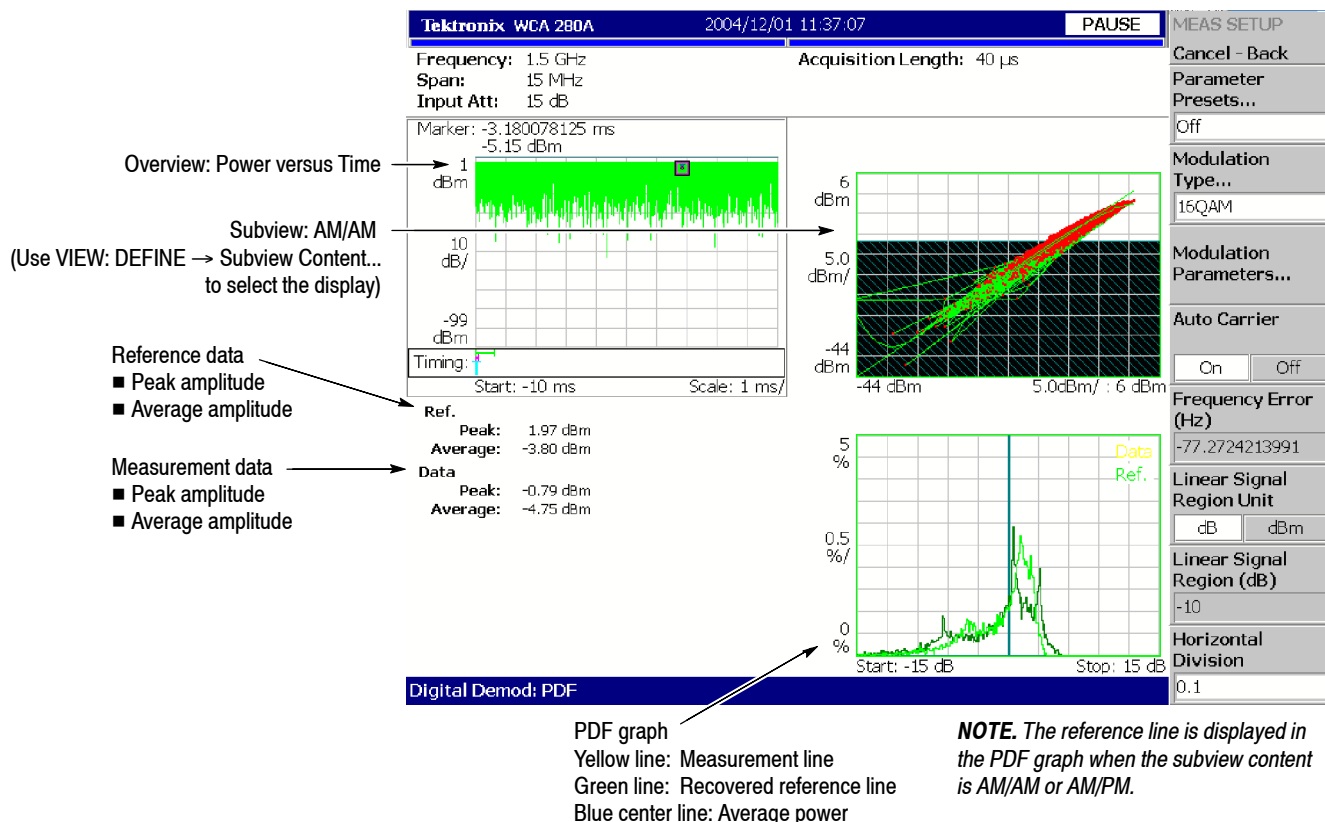 Tektronix WCA 280A 2004/12/01 11:37:07 PAUSE
Frequency: 1.5 GHz Acquisition Length: 40 µs
Span: 15 MHz
Input Att: 15 dB
Marker: -3.180078125 ms
-5.15 dBm
1
dBm
10
dB/
-99
dBm
Timing:
Start: -10 ms Scale: 1 ms/
Ref.
Peak: 1.97 dBm
Average: -3.80 dBm
Data
Peak: -0.79 dBm
Average: -4.75 dBm
6
dBm
5.0
dBm/
-44
dBm
-44 dBm 5.0dBm/ : 6 dBm
5
%
0.5
%/
0
%
Data
Ref.
Start: -15 dB Stop: 15 dB
Digital Demod: PDF
MEAS SETUP
Cancel - Back
Parameter
Presets...
Off
Modulation
Type...
16QAM
Modulation
Parameters...
Auto Carrier
On Off
Frequency Error
(Hz)
-77.2724213991
Linear Signal
Region Unit
dB dBm
Linear Signal
Region (dB)
-10
Horizontal
Division
0.1
Overview: Power versus Time
Subview: AM/AM
(Use VIEW: DEFINE → Subview Content...
to select the display)
Reference data
■ Peak amplitude
■ Average amplitude
Measurement data
■ Peak amplitude
■ Average amplitude
PDF graph
Yellow line: Measurement line
Green line: Recovered reference line
Blue center line: Average power
NOTE. The reference line is displayed in
the PDF graph when the subview content
is AM/AM or AM/PM.